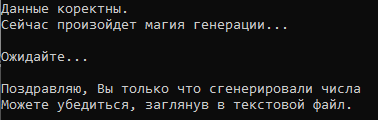 Данные коректны.
Сейчас произойдет магия генерации...
Ожидайте...
Поздравляю, Вы только что сгенерировали числа
Можете убедиться, заглянув в текстовой файл.